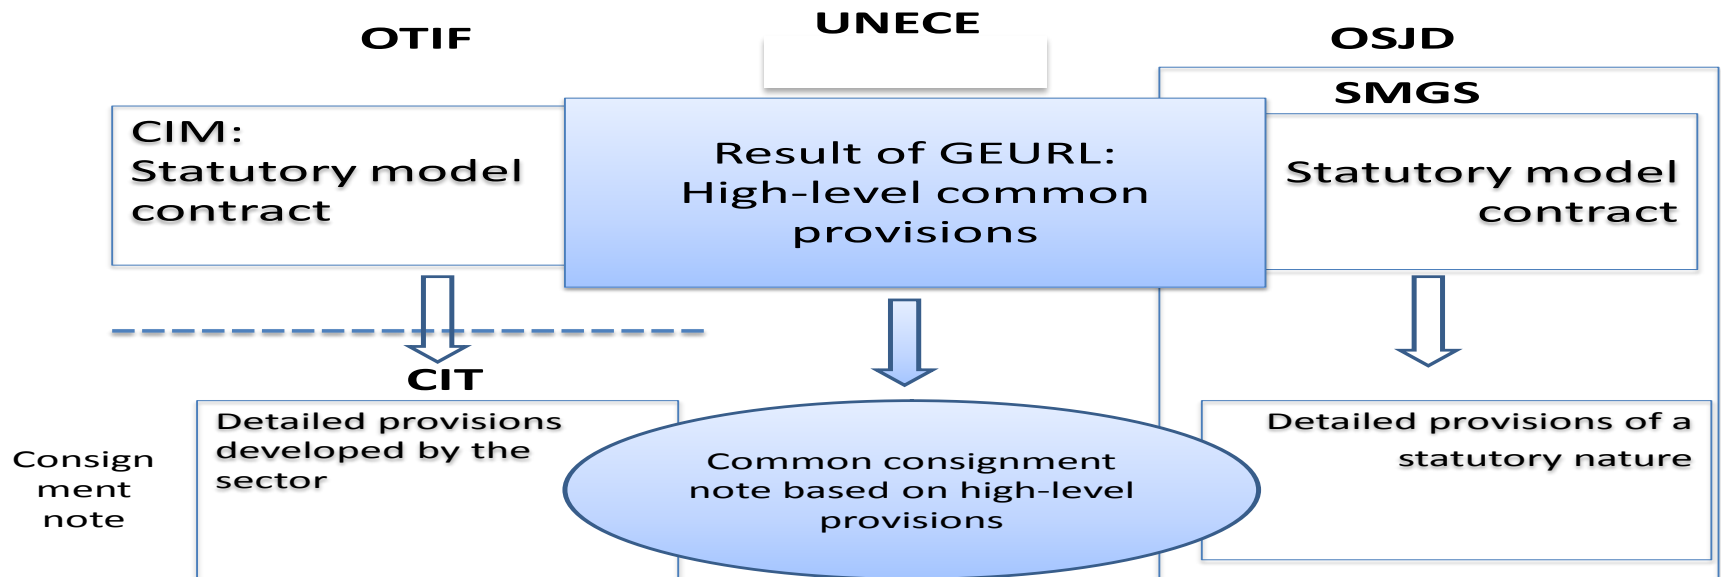 OTIF
UNECE
OSJD
SMGS
CIM:
Statutory model
contract
Result of GEURL:
High-level common
provisions
Statutory model
contract
CIT
Detailed provisions
developed by the
sector
Consign
ment
note
Common consignment
note based on high-level
provisions
Detailed provisions of a
statutory nature